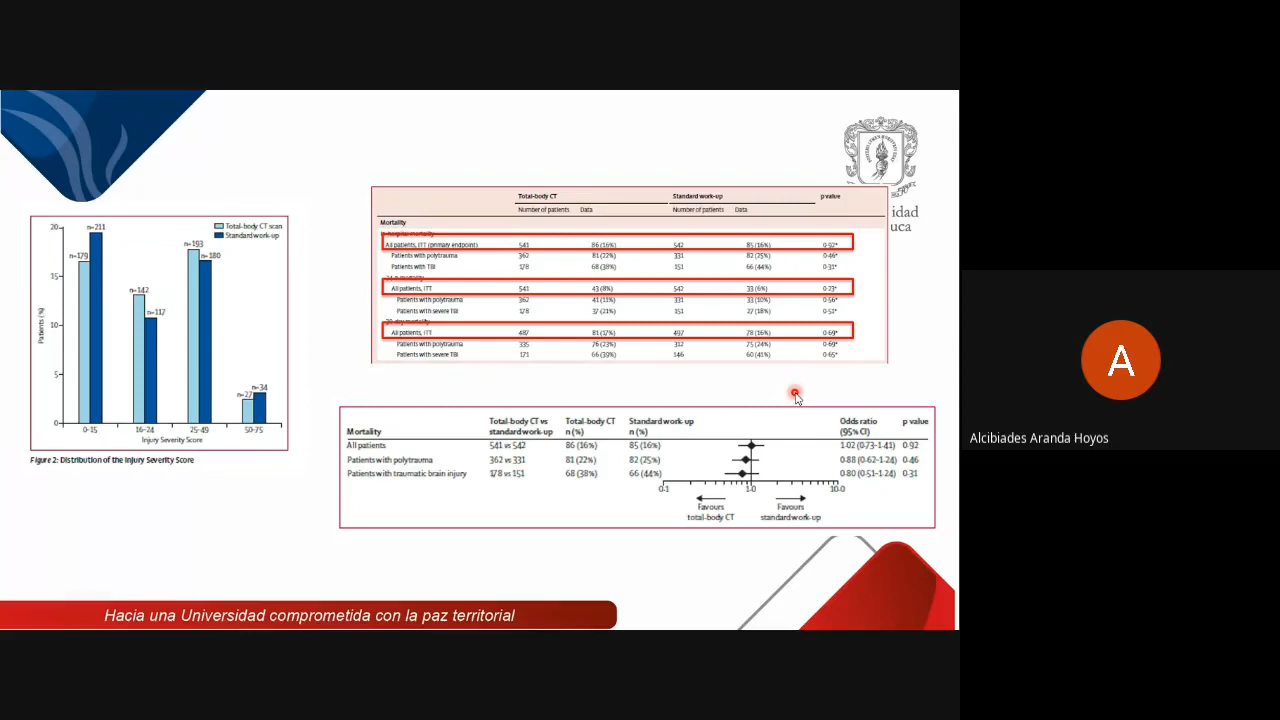 idad
uca
20
15
10
5
0
Patients (%)
n=179
n=211
n=142
n=117
n=193
n=180
n=27
n=34
Total-body CT scan
Standard work-up
0-15 16-24 25-49 50-75
Injury Severity Score
Figure 2: Distribution of the Injury Severity Score
Total-body CT Standard work-up p value
Number of patients Data Number of patients Data
Mortality
All patients, ITT (primary endpoint) 541 86 (16%) 542 85 (16%) 0·92*
Patients with polytrauma 362 81 (22%) 331 82 (25%) 0·46*
Patients with TBI 178 68 (38%) 151 66 (44%) 0·31*
All patients, ITT 541 43 (8%) 542 33 (6%) 0·23*
Patients with polytrauma 362 41 (11%) 331 33 (10%) 0·56*
Patients with severe TBI 178 37 (21%) 151 27 (18%) 0·51*
All patients, ITT 487 81 (17%) 497 78 (16%) 0·69*
Patients with polytrauma 335 76 (23%) 312 75 (24%) 0·69*
Patients with severe TBI 171 66 (39%) 146 60 (41%) 0·65*
Mortality Total-body CT vs standard work-up Total-body CT n (%) Standard work-up n (%) Odds ratio (95% CI) p value
All patients 541 vs 542 86 (16%) 85 (16%) 1·02 (0·73–1·41) 0·92
Patients with polytrauma 362 vs 331 81 (22%) 82 (25%) 0·88 (0·62–1·24) 0·46
Patients with traumatic brain injury 178 vs 151 68 (38%) 66 (44%) 0·80 (0·51–1·24) 0·31
0·1 1·0 10·0
Favours total-body CT
Favours standard work-up
Hacia una Universidad comprometida con la paz territorial
A
Alcibiades Aranda Hoyos